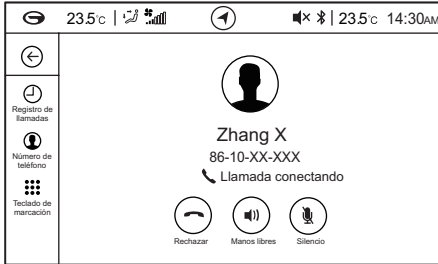 23.5°C | 23.5°C 14:30AM
Registro de
llamadas
Número de
teléfono
Teclado de
marcación
Zhang X
86-10-XX-XXX
Llamada conectando
Rechazar Manos libres Silencio